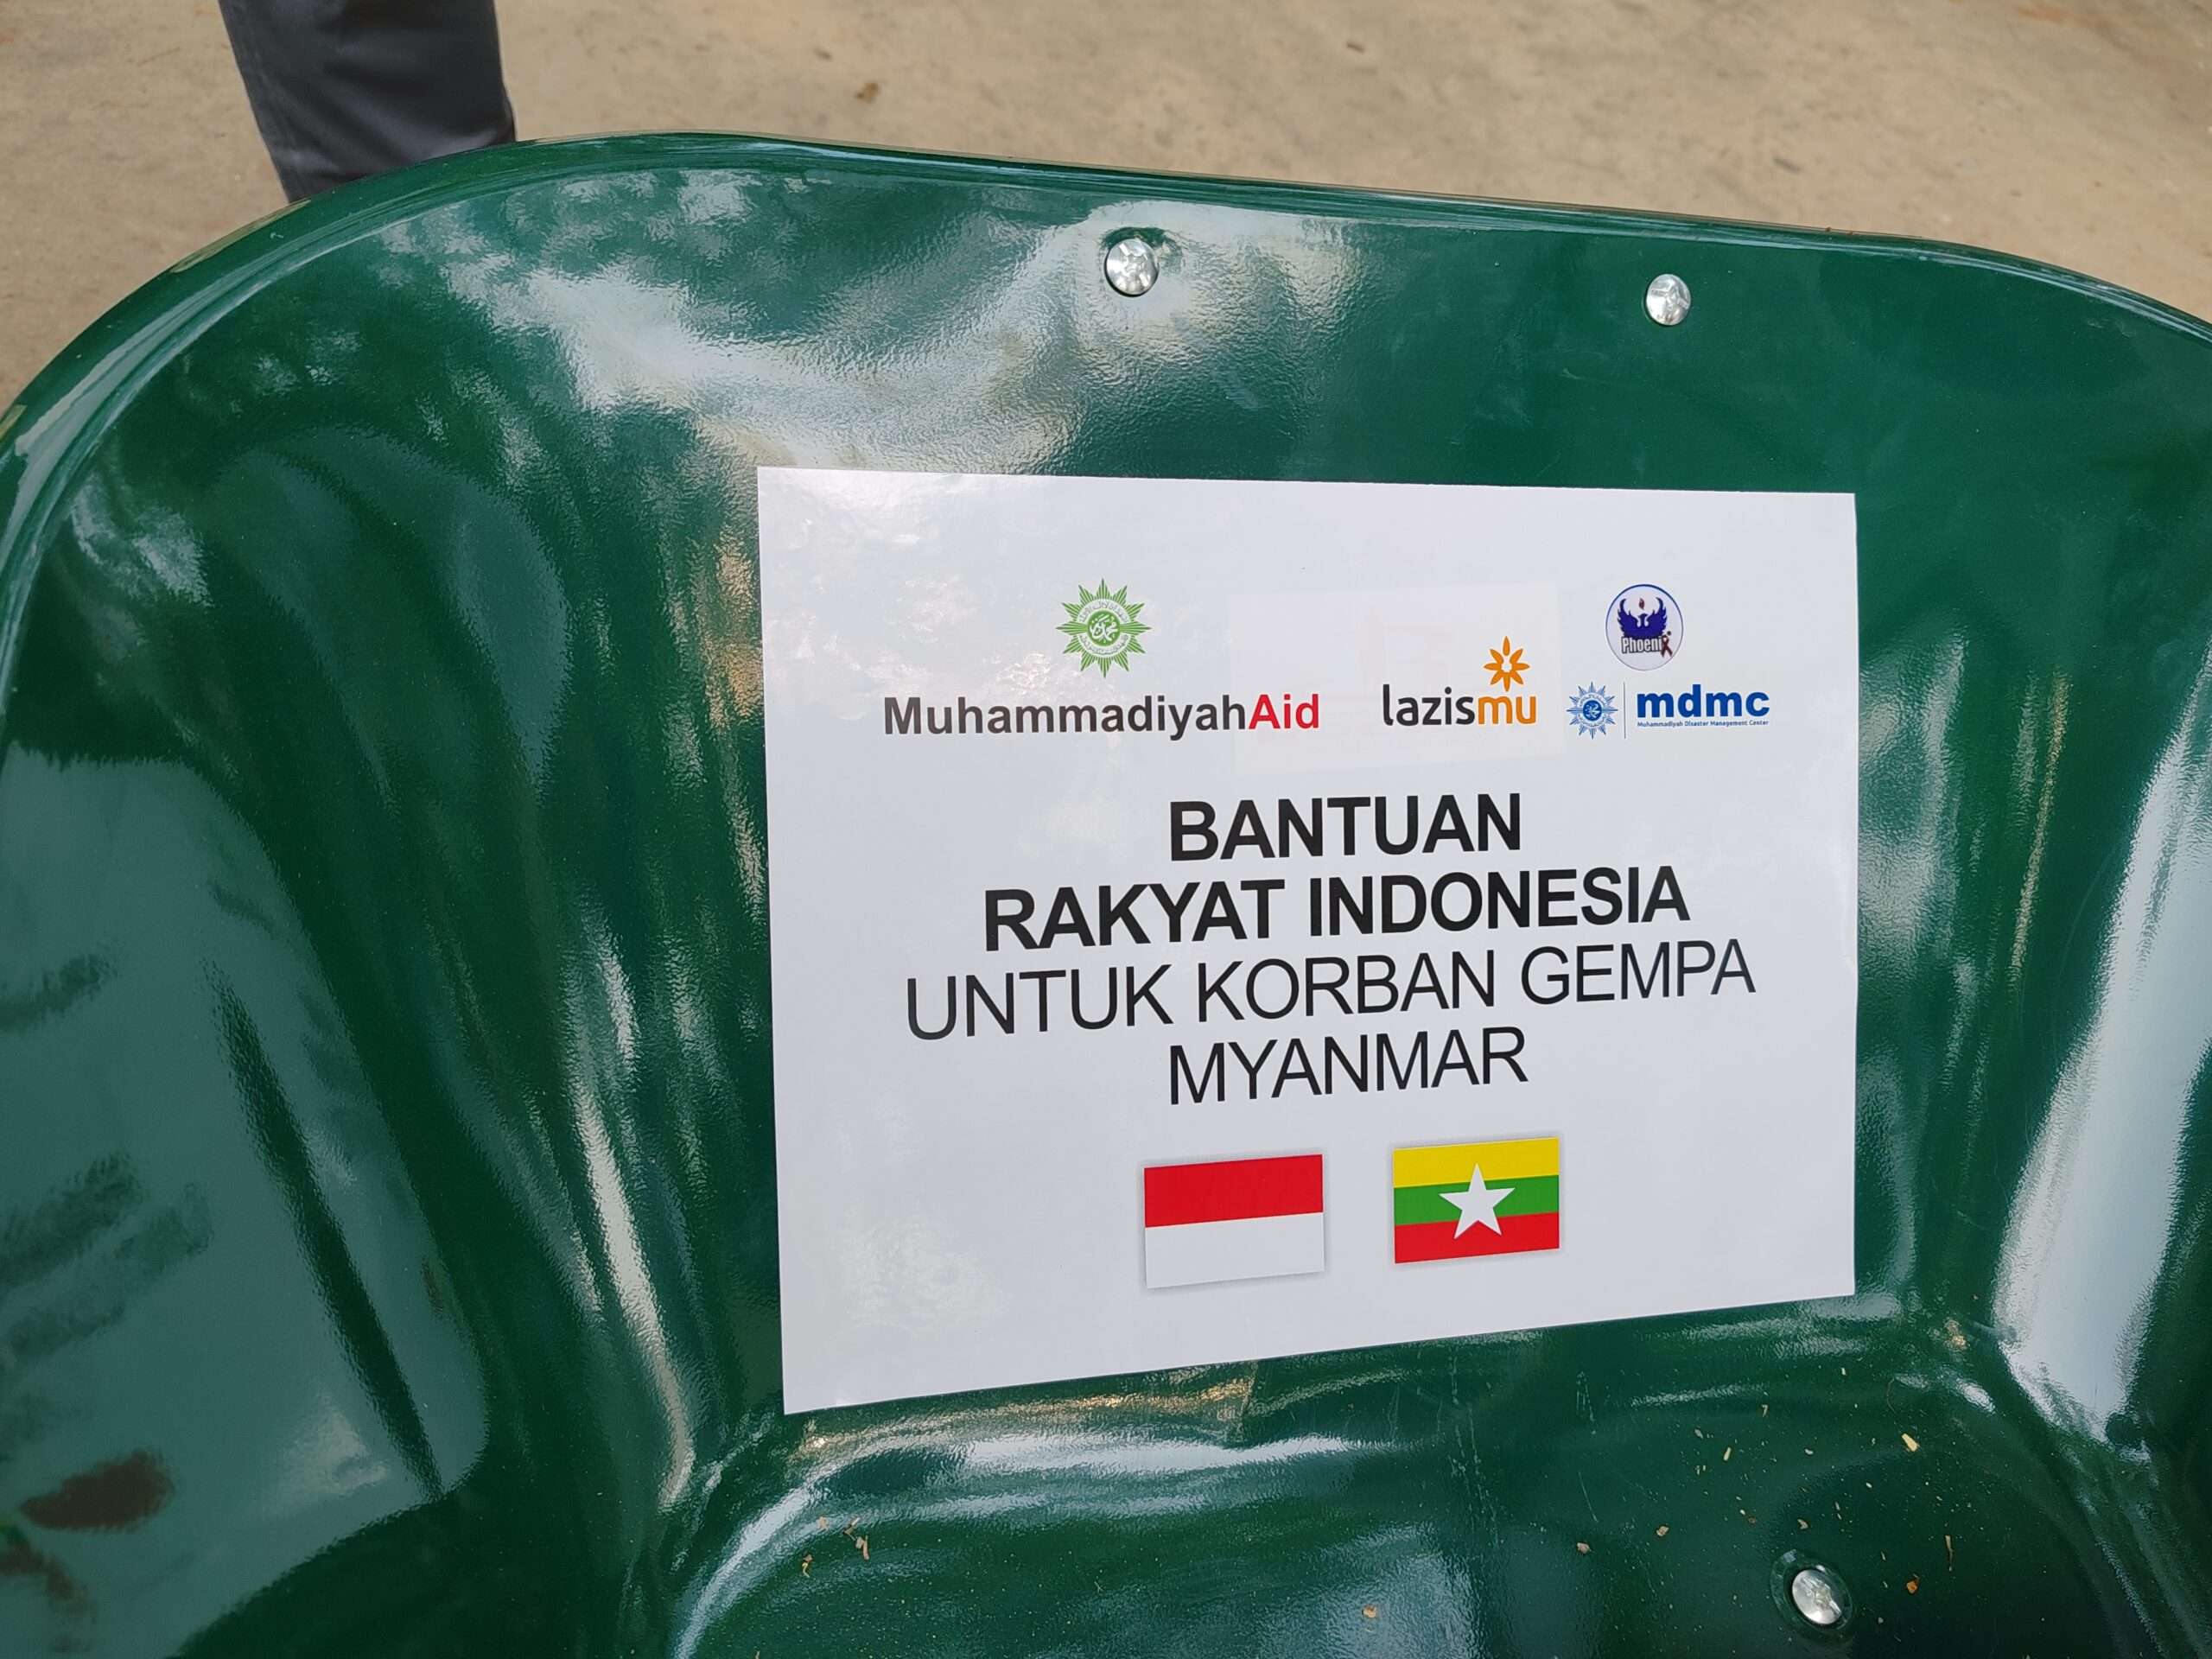 MuhammadiyahAid
lazismu
Phoenix
mdmc
Muhammadiyah Disaster Management Center
BANTUAN
RAKYAT INDONESIA
UNTUK KORBAN GEMPA
MYANMAR